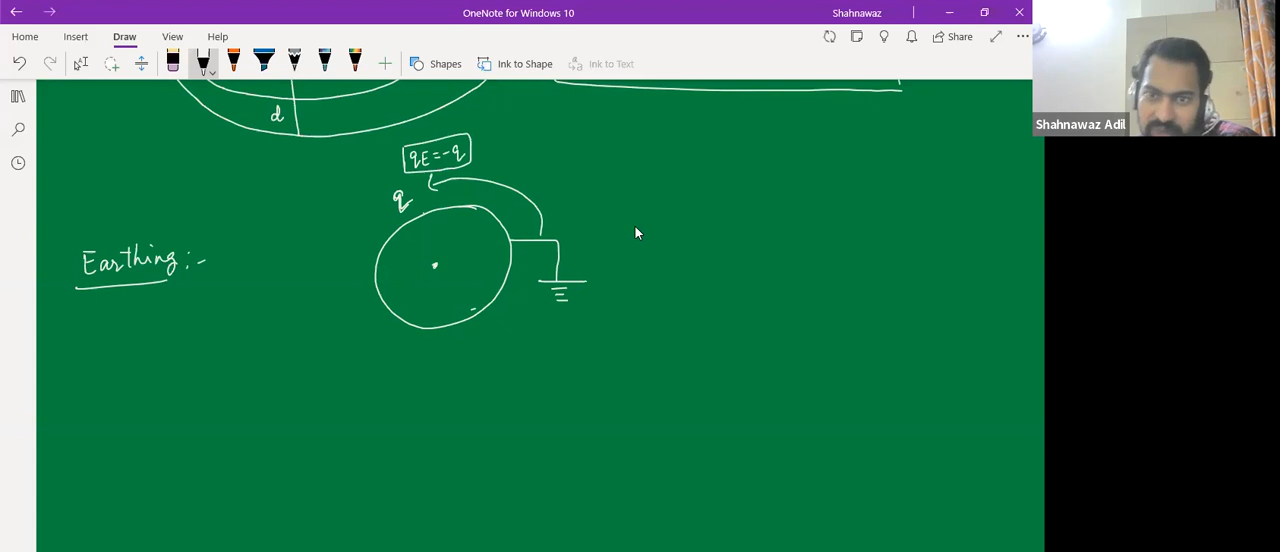 OneNote for Windows 10
Shahnawaz
Home Insert Draw View Help
Share
Shapes
Ink to Shape
Ink to Text
Shahnawaz Adil
d
qE=-q
q
Earthing :-